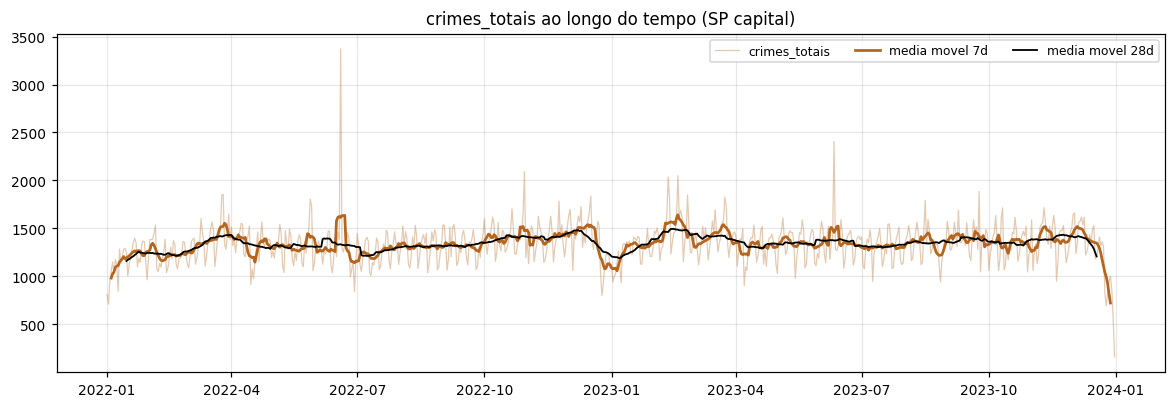 crimes_totais ao longo do tempo (SP capital)
crimes_totais media movel 7d media movel 28d
3500
3000
2500
2000
1500
1000
500
2022-01 2022-04 2022-07 2022-10 2023-01 2023-04 2023-07 2023-10 2024-01